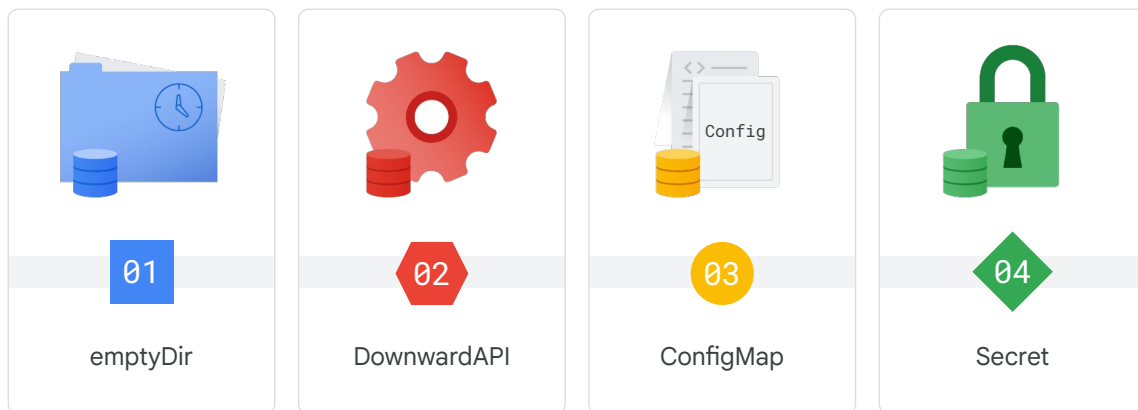 Config
01
02
03
04
emptyDir
DownwardAPI
ConfigMap
Secret